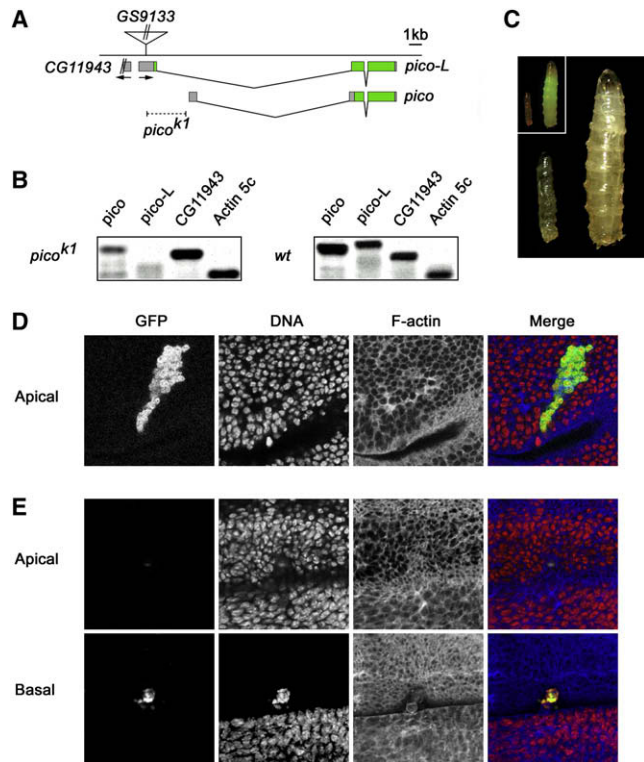 A
GS9133
1kb
C
CG11943
pico-L
pico
pico^k1
B
pico pico-L CG11943 Actin 5c
pico pico-L CG11943 Actin 5c
pico^k1
wt
D
GFP DNA F-actin Merge
Apical
E
Apical
Basal